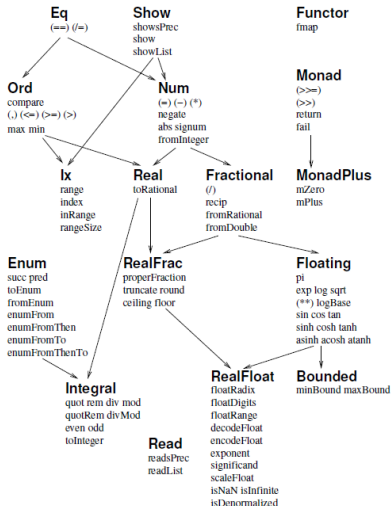 Eq
(==) (/=)
Show
showsPrec
show
showList
Functor
fmap
Ord
compare
(,) (<=) (>=) (>)
max min
Num
(=) (−) (*)
negate
abs signum
fromInteger
Monad
(>>=)
(>>)
return
fail
Ix
range
index
inRange
rangeSize
Real
toRational
Fractional
(/)
recip
fromRational
fromDouble
MonadPlus
mZero
mPlus
Enum
succ pred
toEnum
fromEnum
enumFrom
enumFromThen
enumFromTo
enumFromThenTo
RealFrac
properFraction
truncate round
ceiling floor
Floating
pi
exp log sqrt
(**) logBase
sin cos tan
sinh cosh tanh
asinh acosh atanh
Integral
quot rem div mod
quotRem divMod
even odd
toInteger
Read
readsPrec
readList
RealFloat
floatRadix
floatDigits
floatRange
decodeFloat
encodeFloat
exponent
significand
scaleFloat
isNaN isInfinite
isDenormalized
Bounded
minBound maxBound